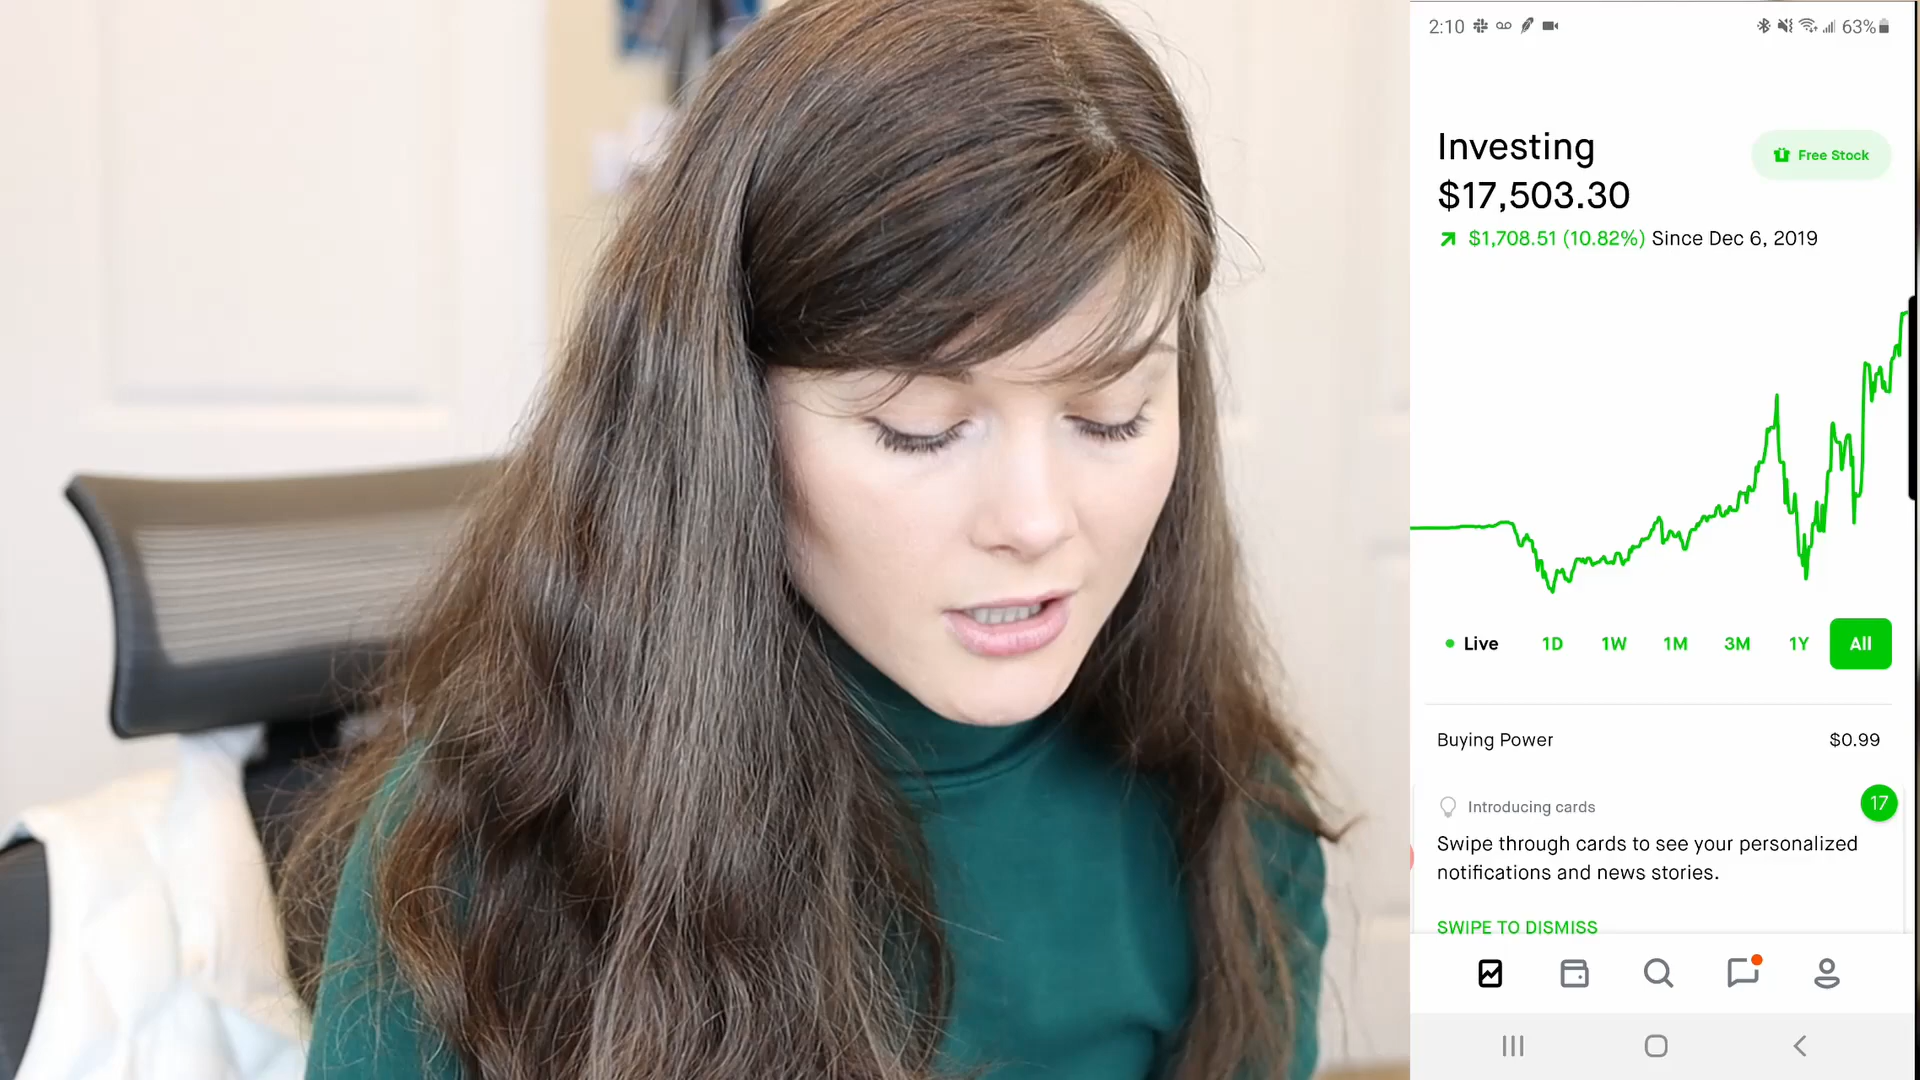 2:10 63%
Investing
$17,503.30
Free Stock
$1,708.51 (10.82%) Since Dec 6, 2019
Live 1D 1W 1M 3M 1Y All
Buying Power $0.99
Introducing cards
17
Swipe through cards to see your personalized
notifications and news stories.
SWIPE TO DISMISS